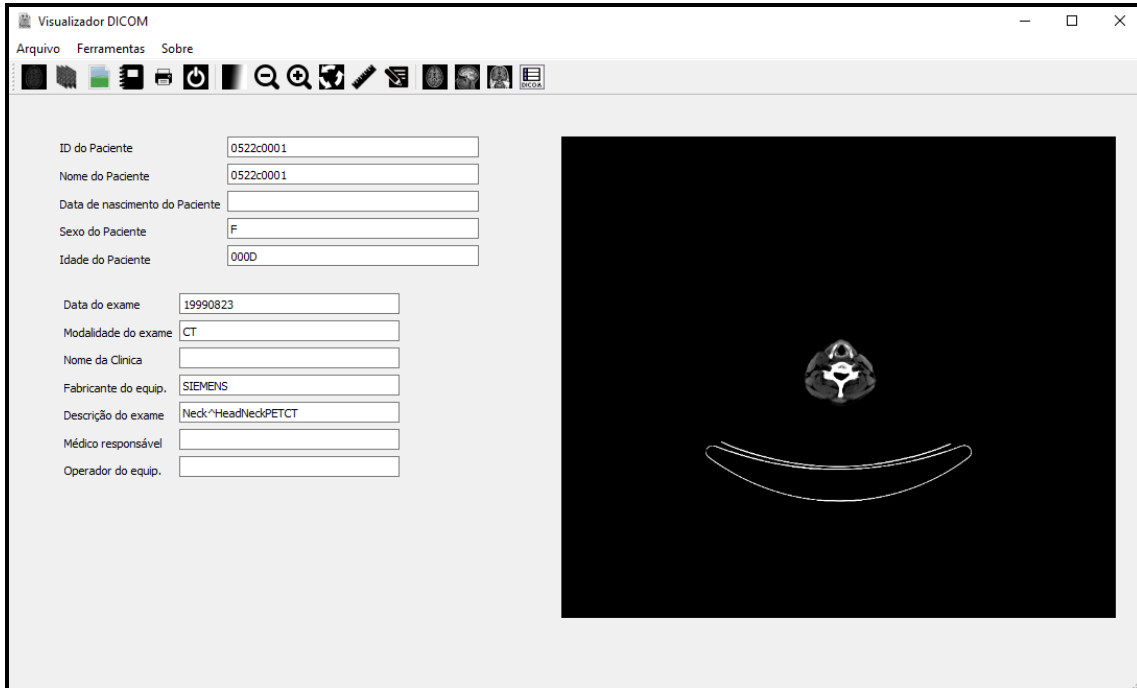 Visualizador DICOM
Arquivo Ferramentas Sobre
DICOM
ID do Paciente 0522c0001
Nome do Paciente 0522c0001
Data de nascimento do Paciente
Sexo do Paciente F
Idade do Paciente 000D
Data do exame 19990823
Modalidade do exame CT
Nome da Clinica
Fabricante do equip. SIEMENS
Descrição do exame Neck^HeadNeckPETCT
Médico responsável
Operador do equip.